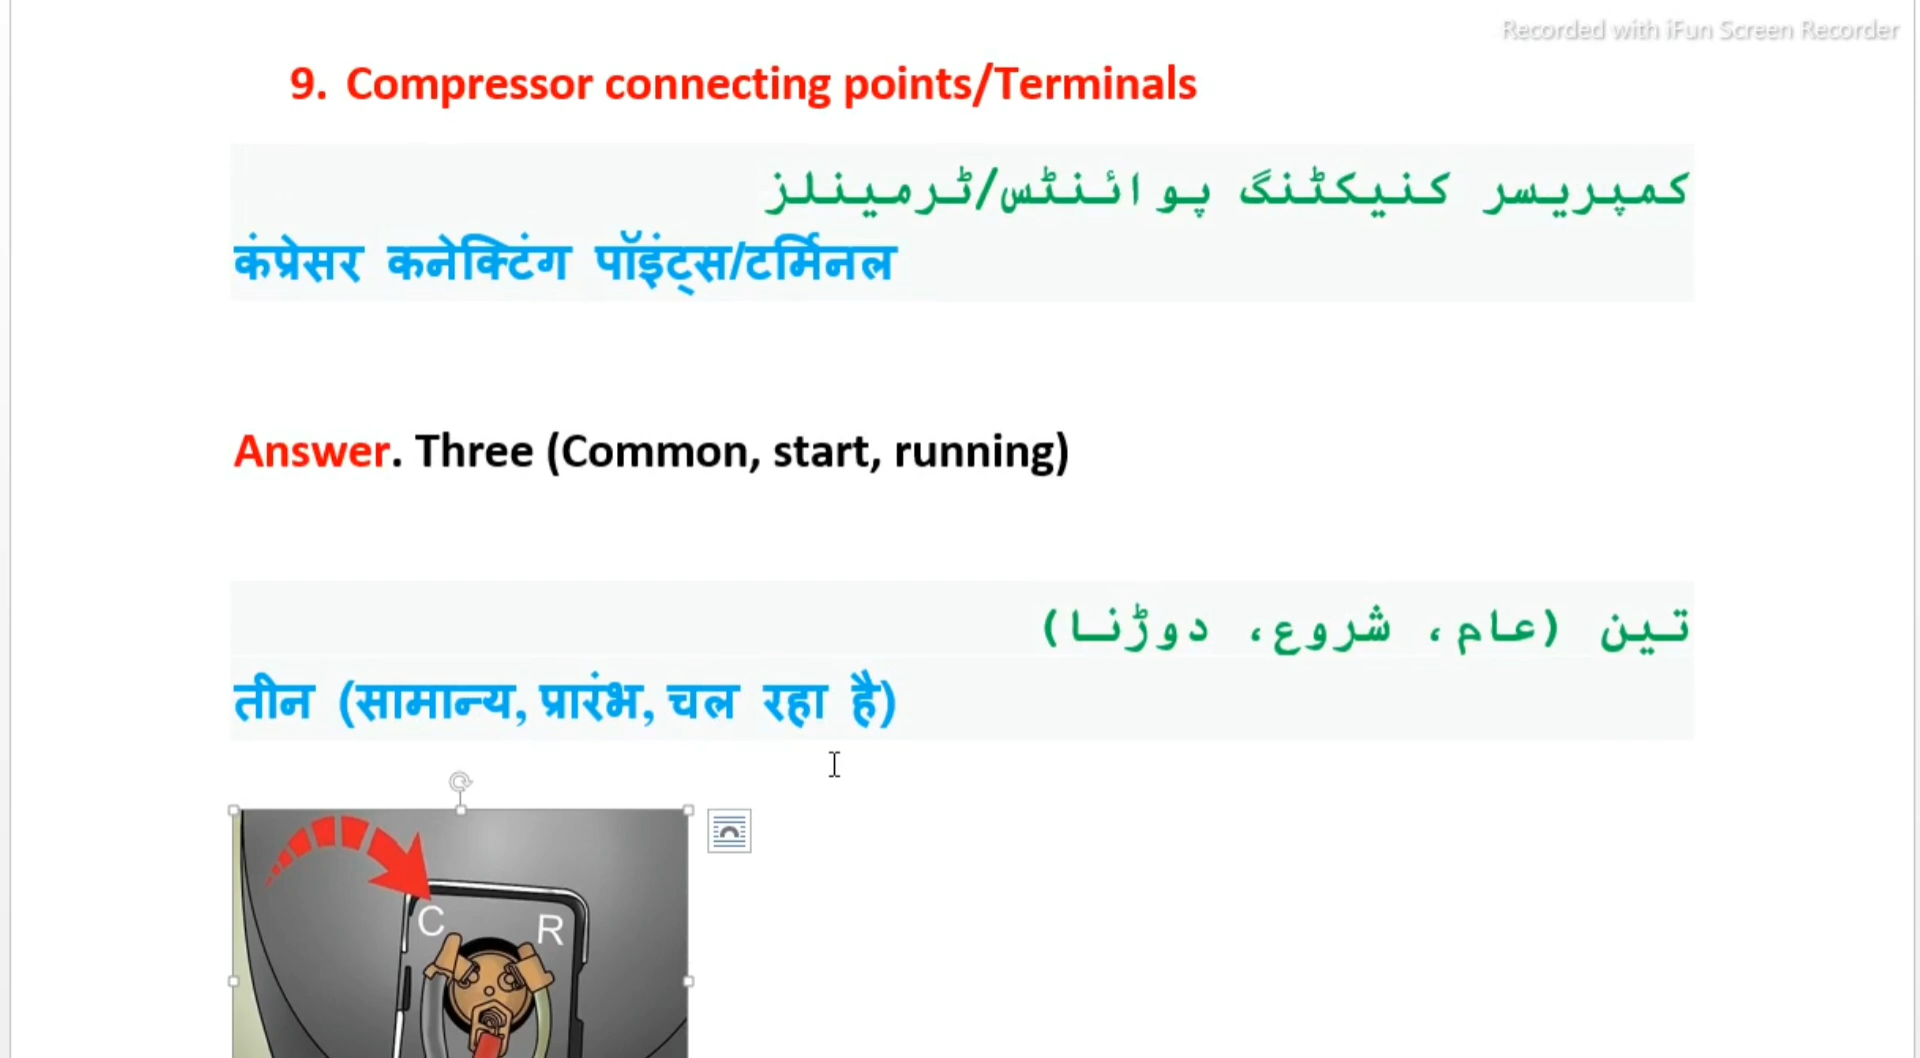 Recorded with iFun Screen Recorder
9. Compressor connecting points/Terminals
کمپریسر کنیکٹنگ پوائنٹس/ٹرمینلز
कंप्रेसर कनेक्टिंग पॉइंट्स/टर्मिनल
Answer. Three (Common, start, running)
تین (عام، شروع، دوڑنا)
तीन (सामान्य, प्रारंभ, चल रहा है)
C R